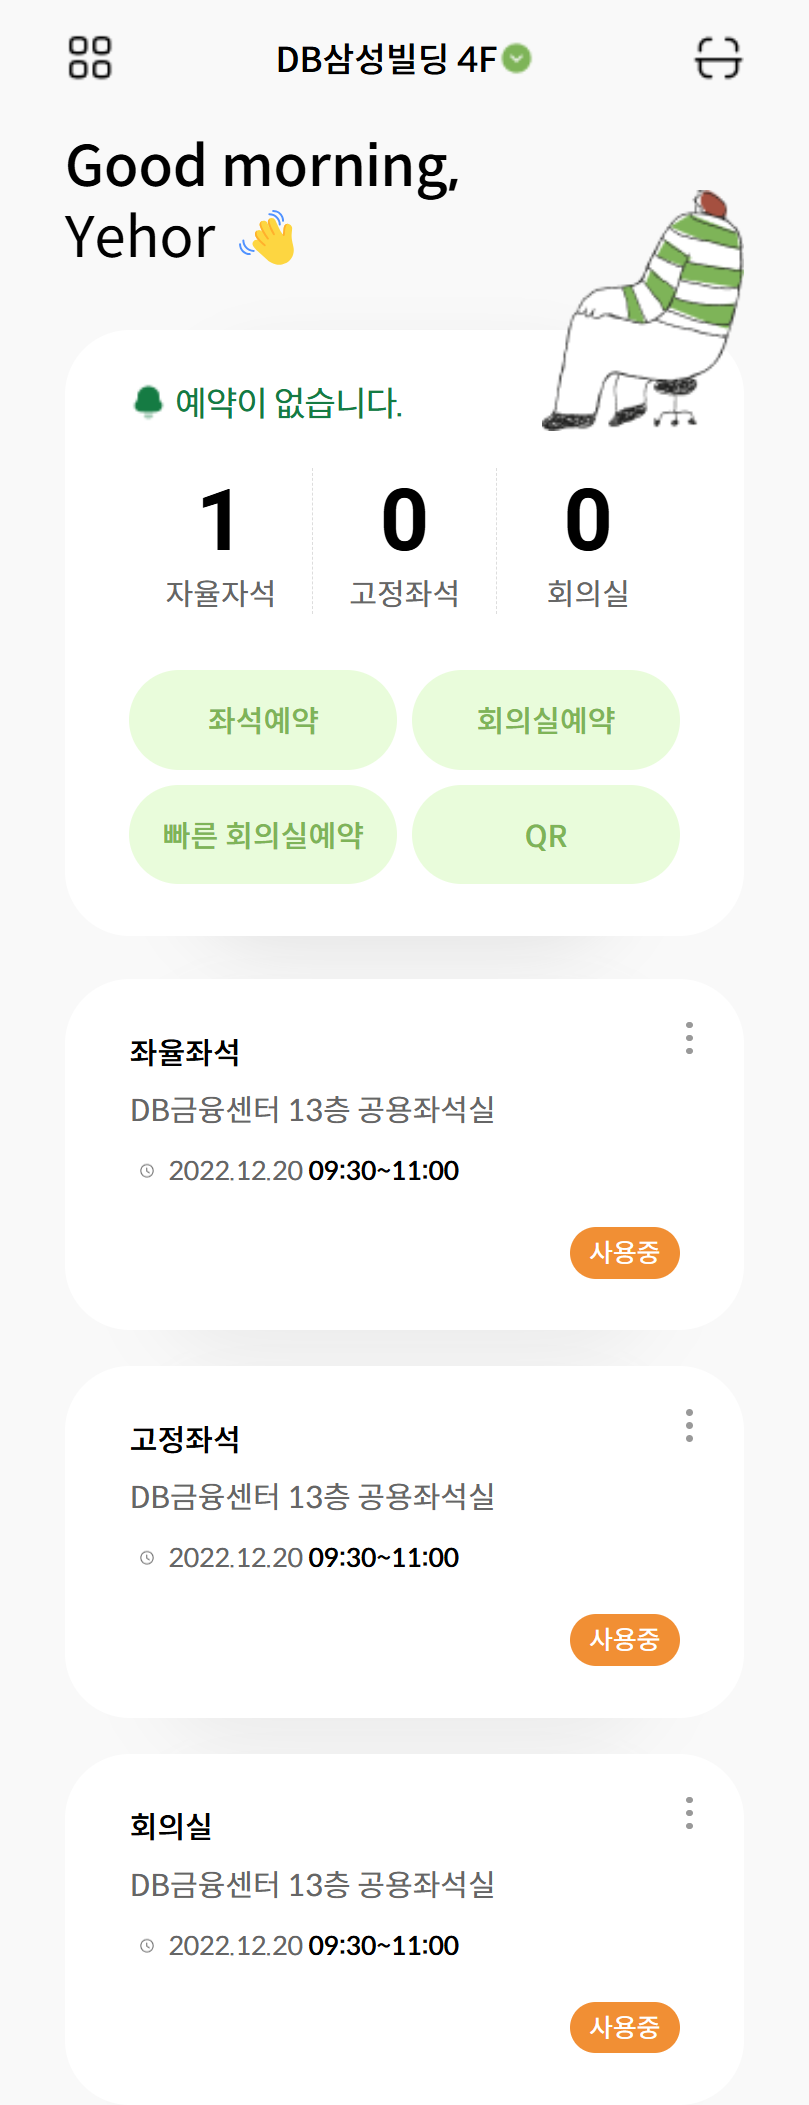 DB삼성빌딩 4F
Good morning,
Yehor
예약이 없습니다.
1 0 0
자율자석 고정좌석 회의실
좌석예약 회의실예약
빠른 회의실예약 QR
좌율좌석
DB금융센터 13층 공용좌석실
2022.12.20 09:30~11:00
사용중
고정좌석
DB금융센터 13층 공용좌석실
2022.12.20 09:30~11:00
사용중
회의실
DB금융센터 13층 공용좌석실
2022.12.20 09:30~11:00
사용중